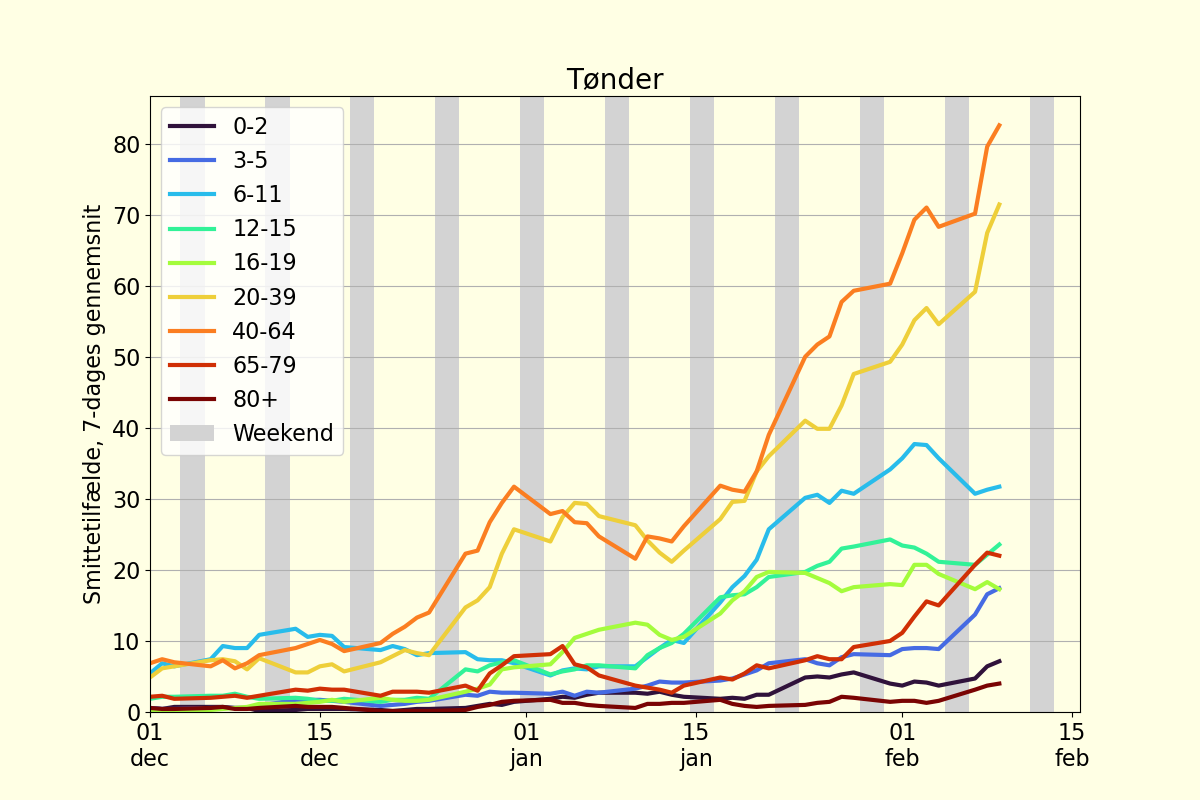 Tønder
Smittetilfælde, 7-dages gennemsnit
80
70
60
50
40
30
20
10
0
0-2
3-5
6-11
12-15
16-19
20-39
40-64
65-79
80+
Weekend
01
dec
15
dec
01
jan
15
jan
01
feb
15
feb